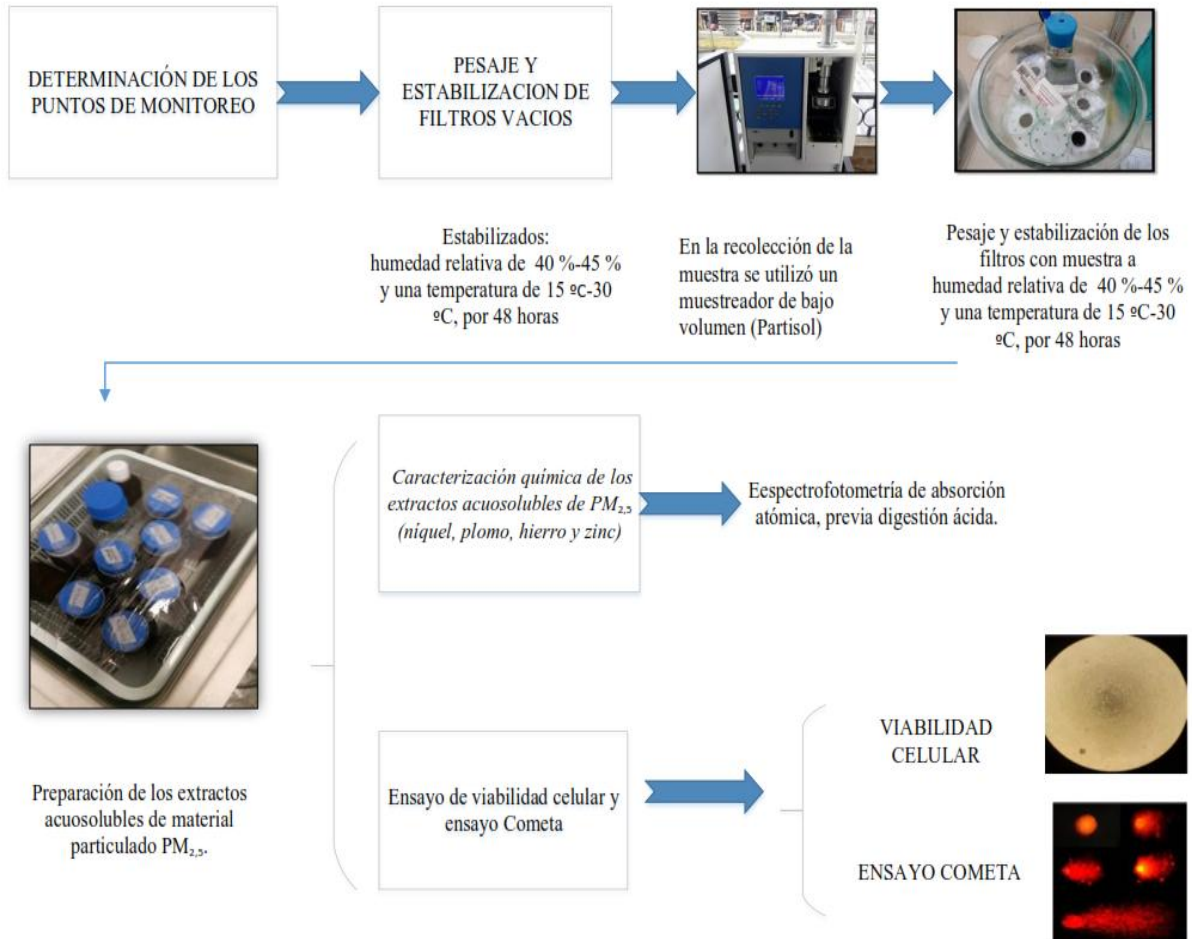 DETERMINACIÓN DE LOS
PUNTOS DE MONITOREO
PESAJE Y
ESTABILIZACION DE
FILTROS VACIOS
Estabilizados:
humedad relativa de 40 %-45 %
y una temperatura de 15 ºC-30
ºC, por 48 horas
En la recolección de la
muestra se utilizó un
muestreador de bajo
volumen (Partisol)
Pesaje y estabilización de los
filtros con muestra a
humedad relativa de 40 %-45 %
y una temperatura de 15 ºC-30
ºC, por 48 horas
Preparación de los extractos
acuosolubles de material
particulado PM₂,₅.
Caracterización química de los
extractos acuosolubles de PM₂,₅
(níquel, plomo, hierro y zinc)
Eespectrofotometría de absorción
atómica, previa digestión ácida.
Ensayo de viabilidad celular y
ensayo Cometa
VIABILIDAD
CELULAR
ENSAYO COMETA